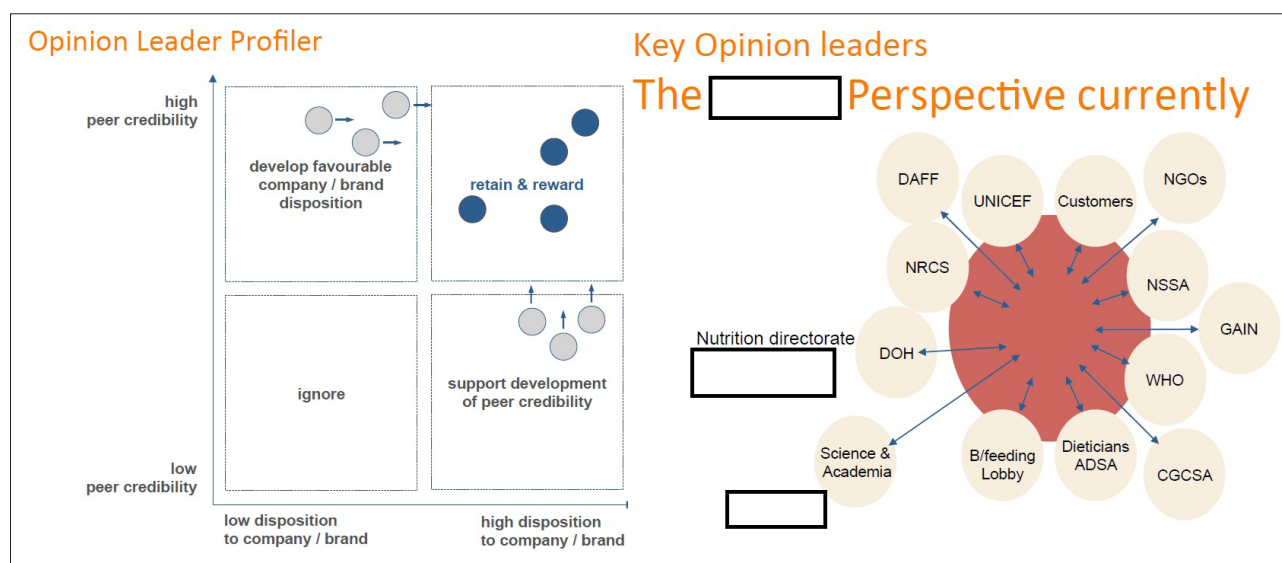 Opinion Leader Profiler
high
peer credibility
develop favourable
company / brand
disposition
retain & reward
ignore
support development
of peer credibility
low
peer credibility
low disposition
to company / brand
high disposition
to company / brand
Key Opinion leaders
The Perspective currently
DAFF
UNICEF
Customers
NGOs
NRCS
NSSA
GAIN
Nutrition directorate
DOH
WHO
Science &
Academia
B/feeding
Lobby
Dieticians
ADSA
CGCSA